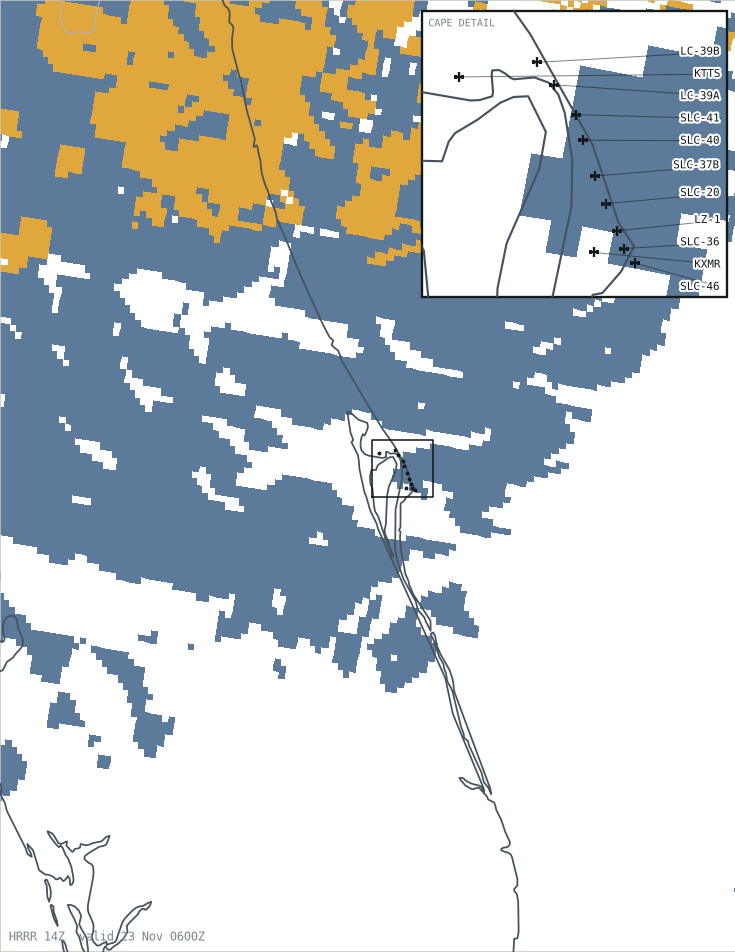 CAPE DETAIL
LC-39B
KTTS
LC-39A
SLC-41
SLC-40
SLC-37B
SLC-20
LZ-1
SLC-36
KXMR
SLC-46
HRRR 14Z  valid 23 Nov 0600Z